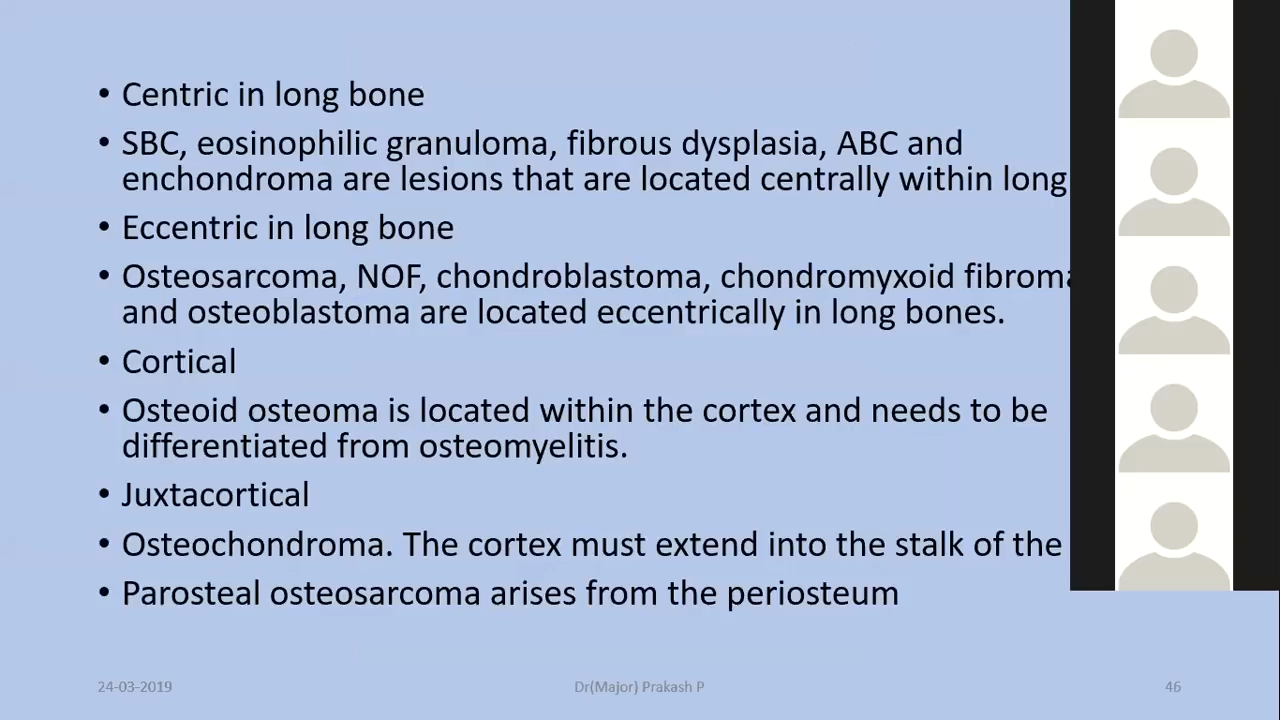 • Centric in long bone
• SBC, eosinophilic granuloma, fibrous dysplasia, ABC and
enchondroma are lesions that are located centrally within long
• Eccentric in long bone
• Osteosarcoma, NOF, chondroblastoma, chondromyxoid fibroma
and osteoblastoma are located eccentrically in long bones.
• Cortical
• Osteoid osteoma is located within the cortex and needs to be
differentiated from osteomyelitis.
• Juxtacortical
• Osteochondroma. The cortex must extend into the stalk of the
• Parosteal osteosarcoma arises from the periosteum
24-03-2019
Dr(Major) Prakash P
46